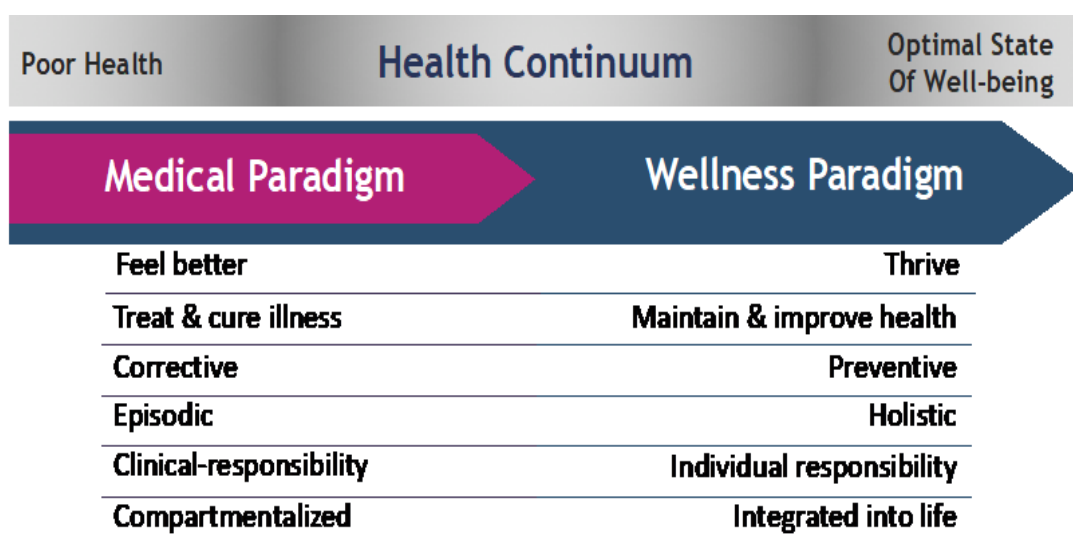 Poor Health
Health Continuum
Optimal State
Of Well-being
Medical Paradigm
Wellness Paradigm
Feel better
Thrive
Treat & cure illness
Maintain & improve health
Corrective
Preventive
Episodic
Holistic
Clinical-responsibility
Individual responsibility
Compartmentalized
Integrated into life